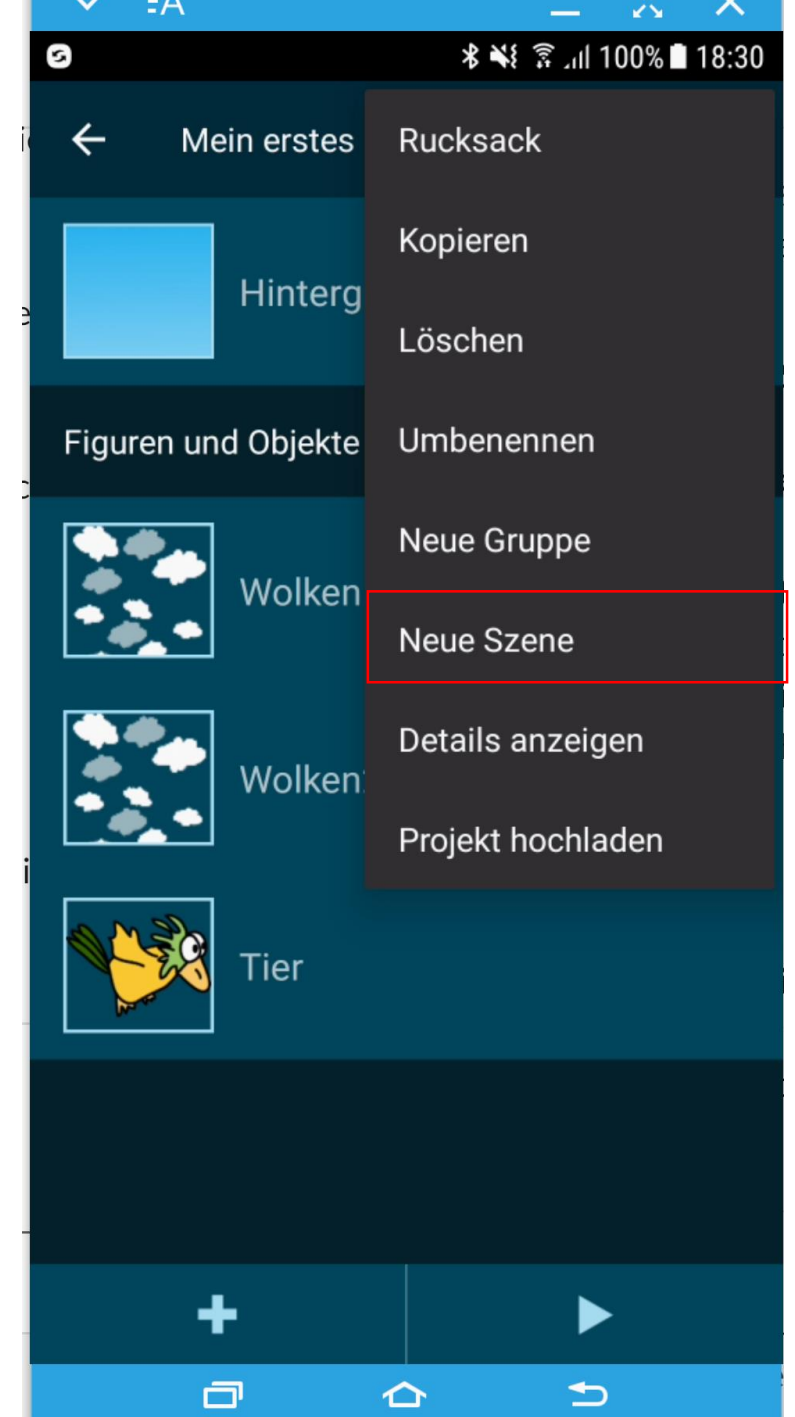 100% 18:30
Mein erstes
Rucksack
Kopieren
Hinterg
Löschen
Figuren und Objekte
Umbenennen
Neue Gruppe
Wolken
Neue Szene
Details anzeigen
Wolken
Projekt hochladen
Tier